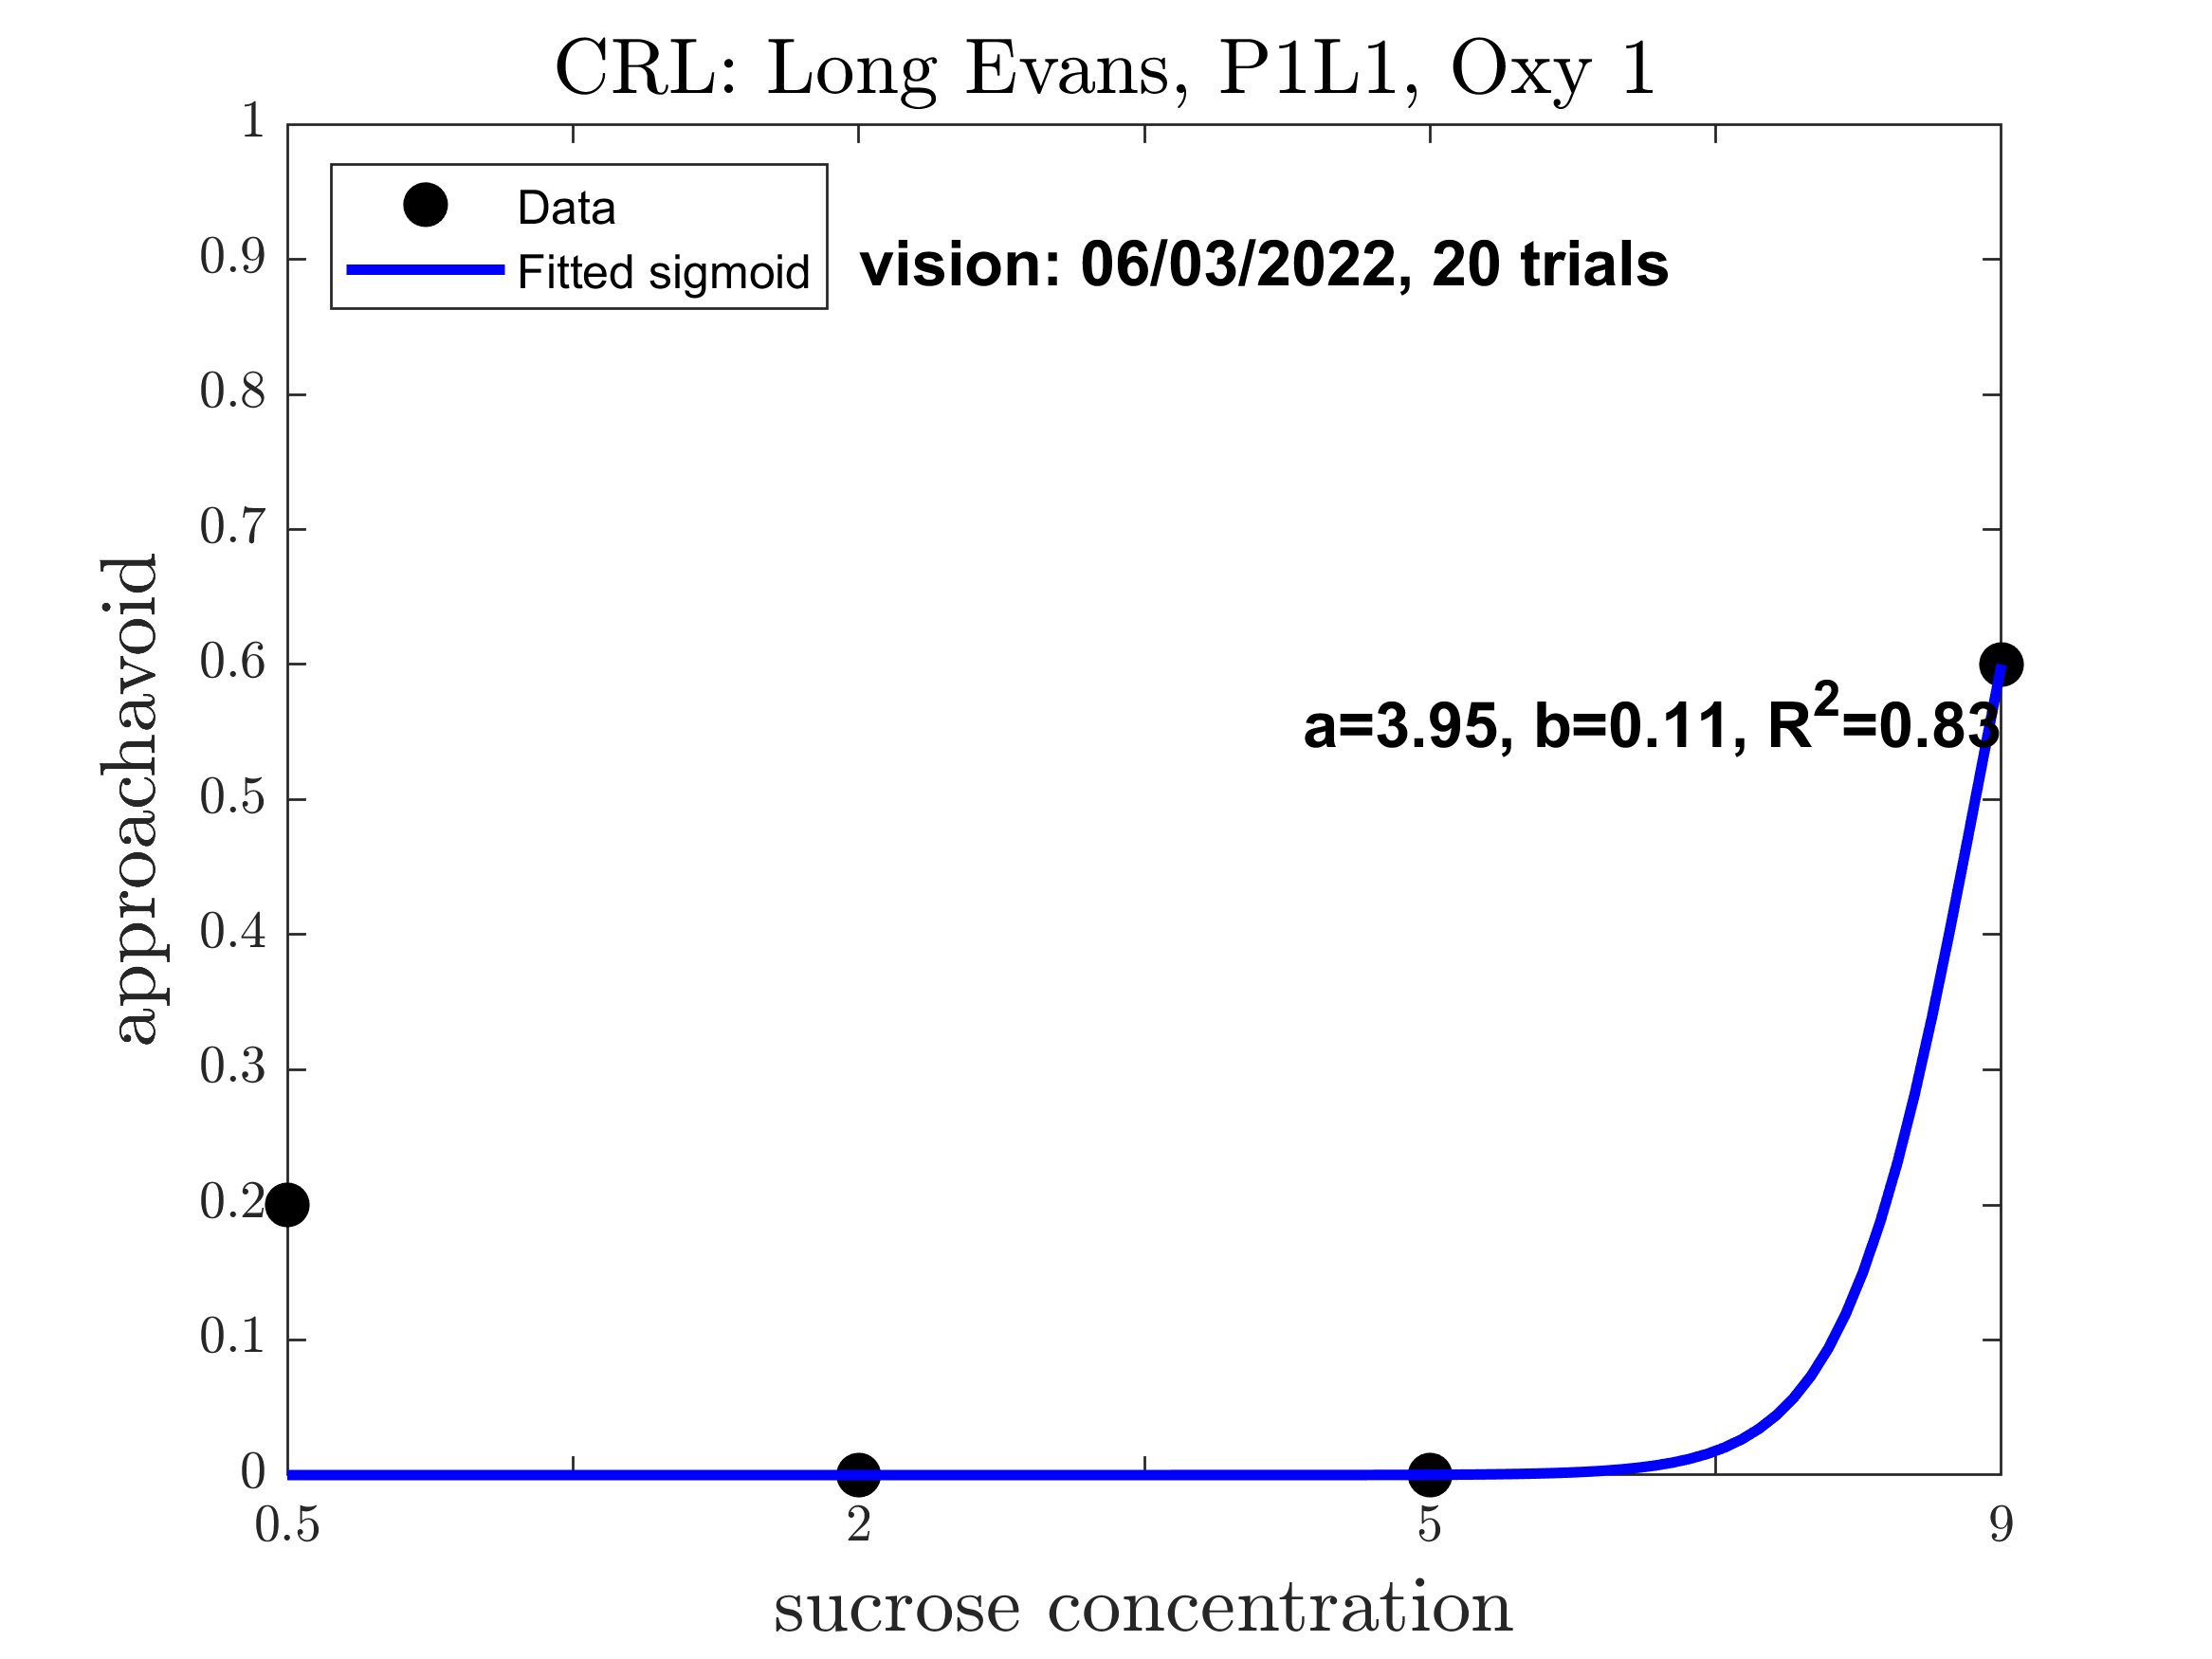 CRL: Long Evans, P1L1, Oxy 1
1
Data
Fitted sigmoid
vision: 06/03/2022, 20 trials
0.9
0.8
0.7
0.6
a=3.95, b=0.11, R²=0.83
0.5
0.4
0.3
0.2
0.1
0
approachavoid
0.5 2 5 9
sucrose concentration